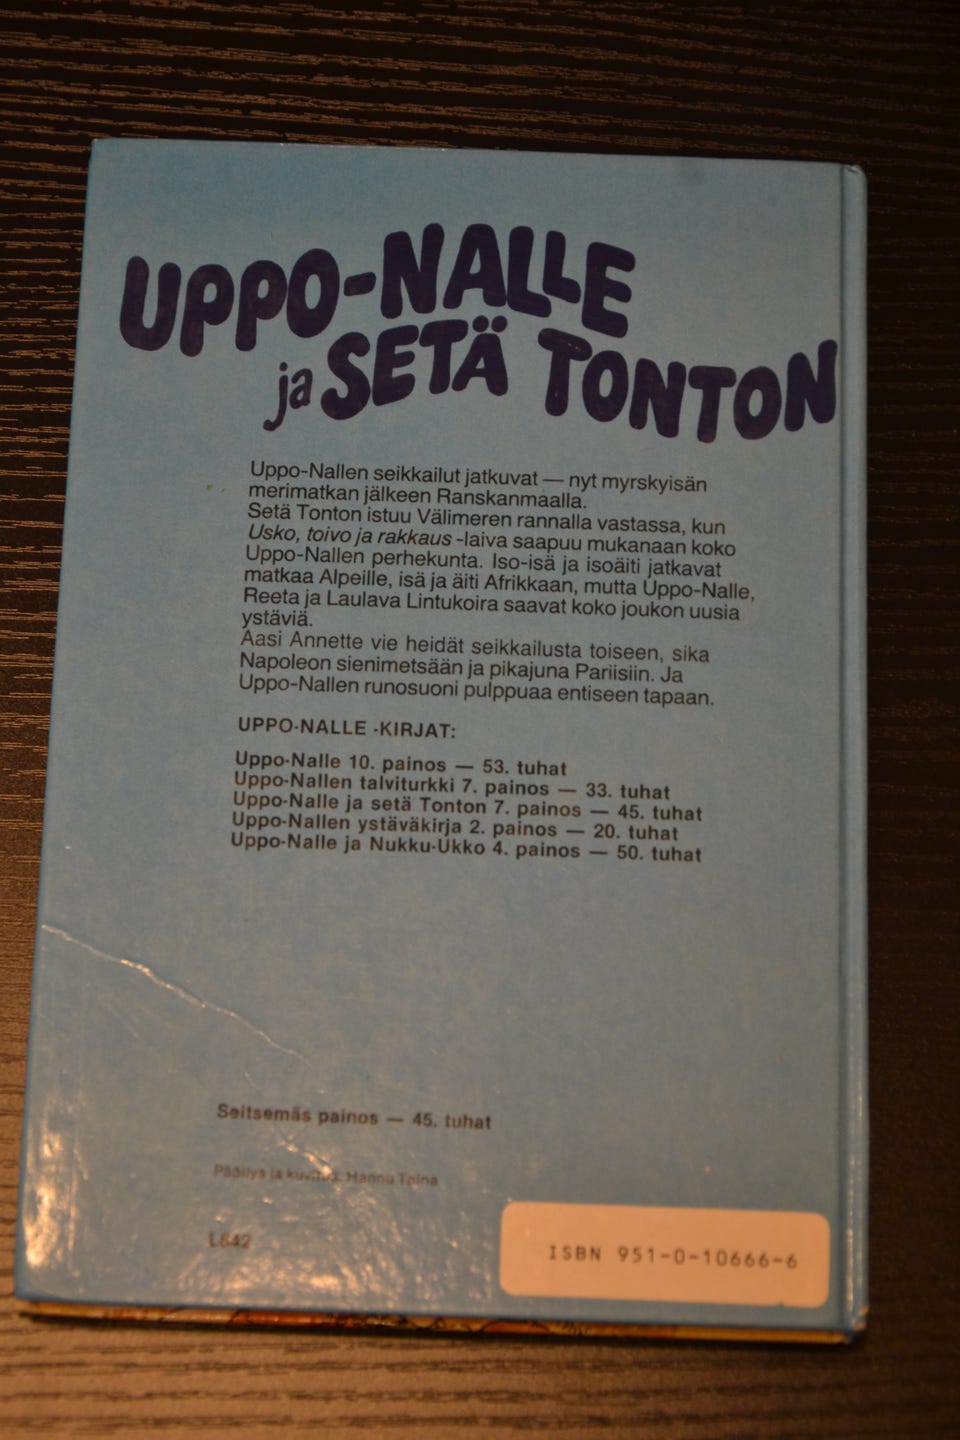 UPPO-NALLE
ja SETÄ TONTON
Uppo-Nallen seikkailut jatkuvat — nyt myrskyisän
merimatkan jälkeen Ranskanmaalla.
Setä Tonton istuu Välimeren rannalla vastassa, kun
Usko, toivo ja rakkaus -laiva saapuu mukanaan koko
Uppo-Nallen perhekunta. Iso-isä ja isoäiti jatkavat
matkaa Alpeille, isä ja äiti Afrikkaan, mutta Uppo-Nalle,
Reeta ja Laulava Lintukoira saavat koko joukon uusia
ystäviä.
Aasi Annette vie heidät seikkailusta toiseen, sika
Napoleon sienimetsään ja pikajuna Pariisiin. Ja
Uppo-Nallen runosuoni pulppuaa entiseen tapaan.
UPPO-NALLE -KIRJAT:
Uppo-Nalle 10. painos — 53. tuhat
Uppo-Nallen talviturkki 7. painos — 33. tuhat
Uppo-Nalle ja setä Tonton 7. painos — 45. tuhat
Uppo-Nallen ystäväkirja 2. painos — 20. tuhat
Uppo-Nalle ja Nukku-Ukko 4. painos — 50. tuhat
Seitsemäs painos — 45. tuhat
Päällys ja kuvitus: Hannu Taina
L842
ISBN 951-0-10666-6